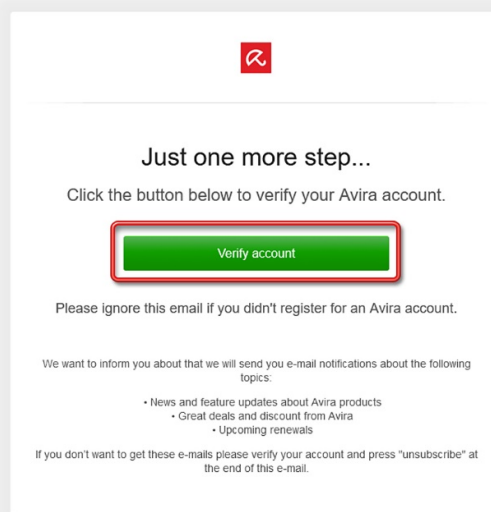 Just one more step...
Click the button below to verify your Avira account.
Verify account
Please ignore this email if you didn't register for an Avira account.
We want to inform you about that we will send you e-mail notifications about the following
topics:
• News and feature updates about Avira products
• Great deals and discount from Avira
• Upcoming renewals
If you don't want to get these e-mails please verify your account and press "unsubscribe" at
the end of this e-mail.